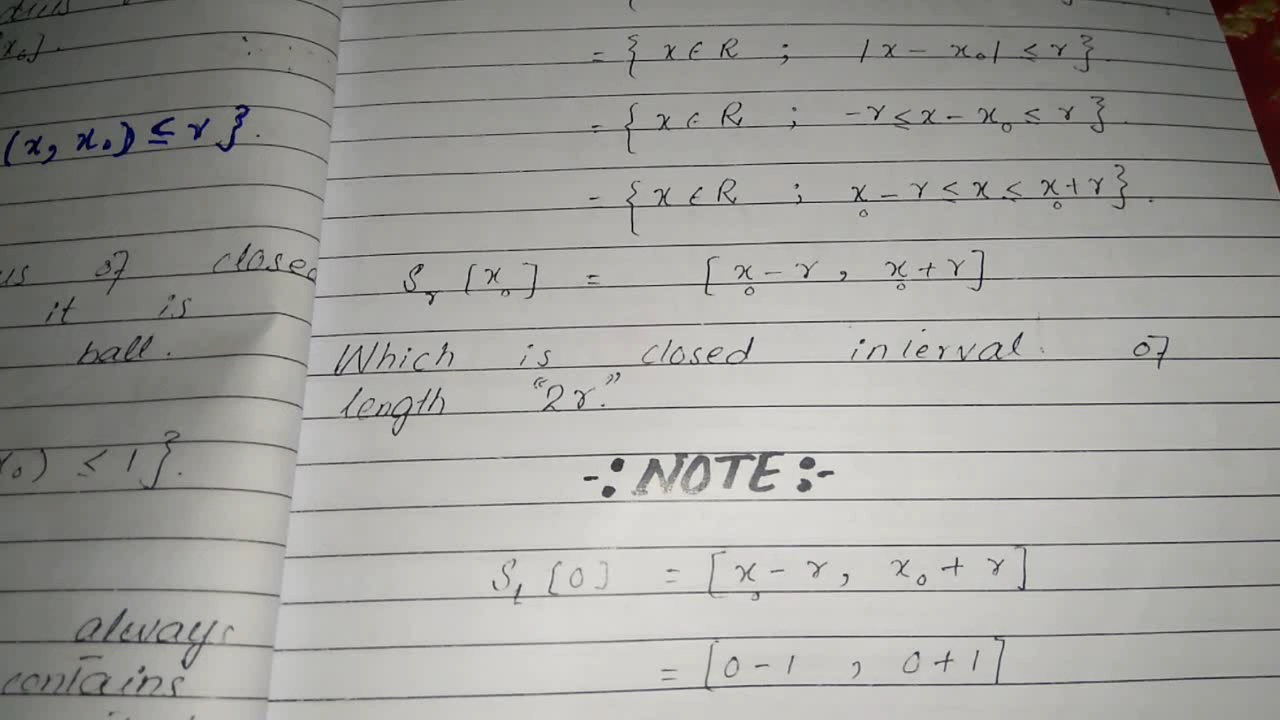 (x, x₀) ≤ r }.
of closed
it is
ball.
≤ 1 }.
always
contains
= { x ∈ R ; |x - x₀| ≤ r }
= { x ∈ R ; -r ≤ x - x₀ ≤ r }.
= { x ∈ R ; x₀ - r ≤ x ≤ x₀ + r }.
Sᵣ [x₀] = [x₀ - r , x₀ + r]
Which is closed interval. of
length "2r."
-: NOTE :-
S₁ [0] = [x₀ - r, x₀ + r]
= [0 - 1 , 0 + 1]